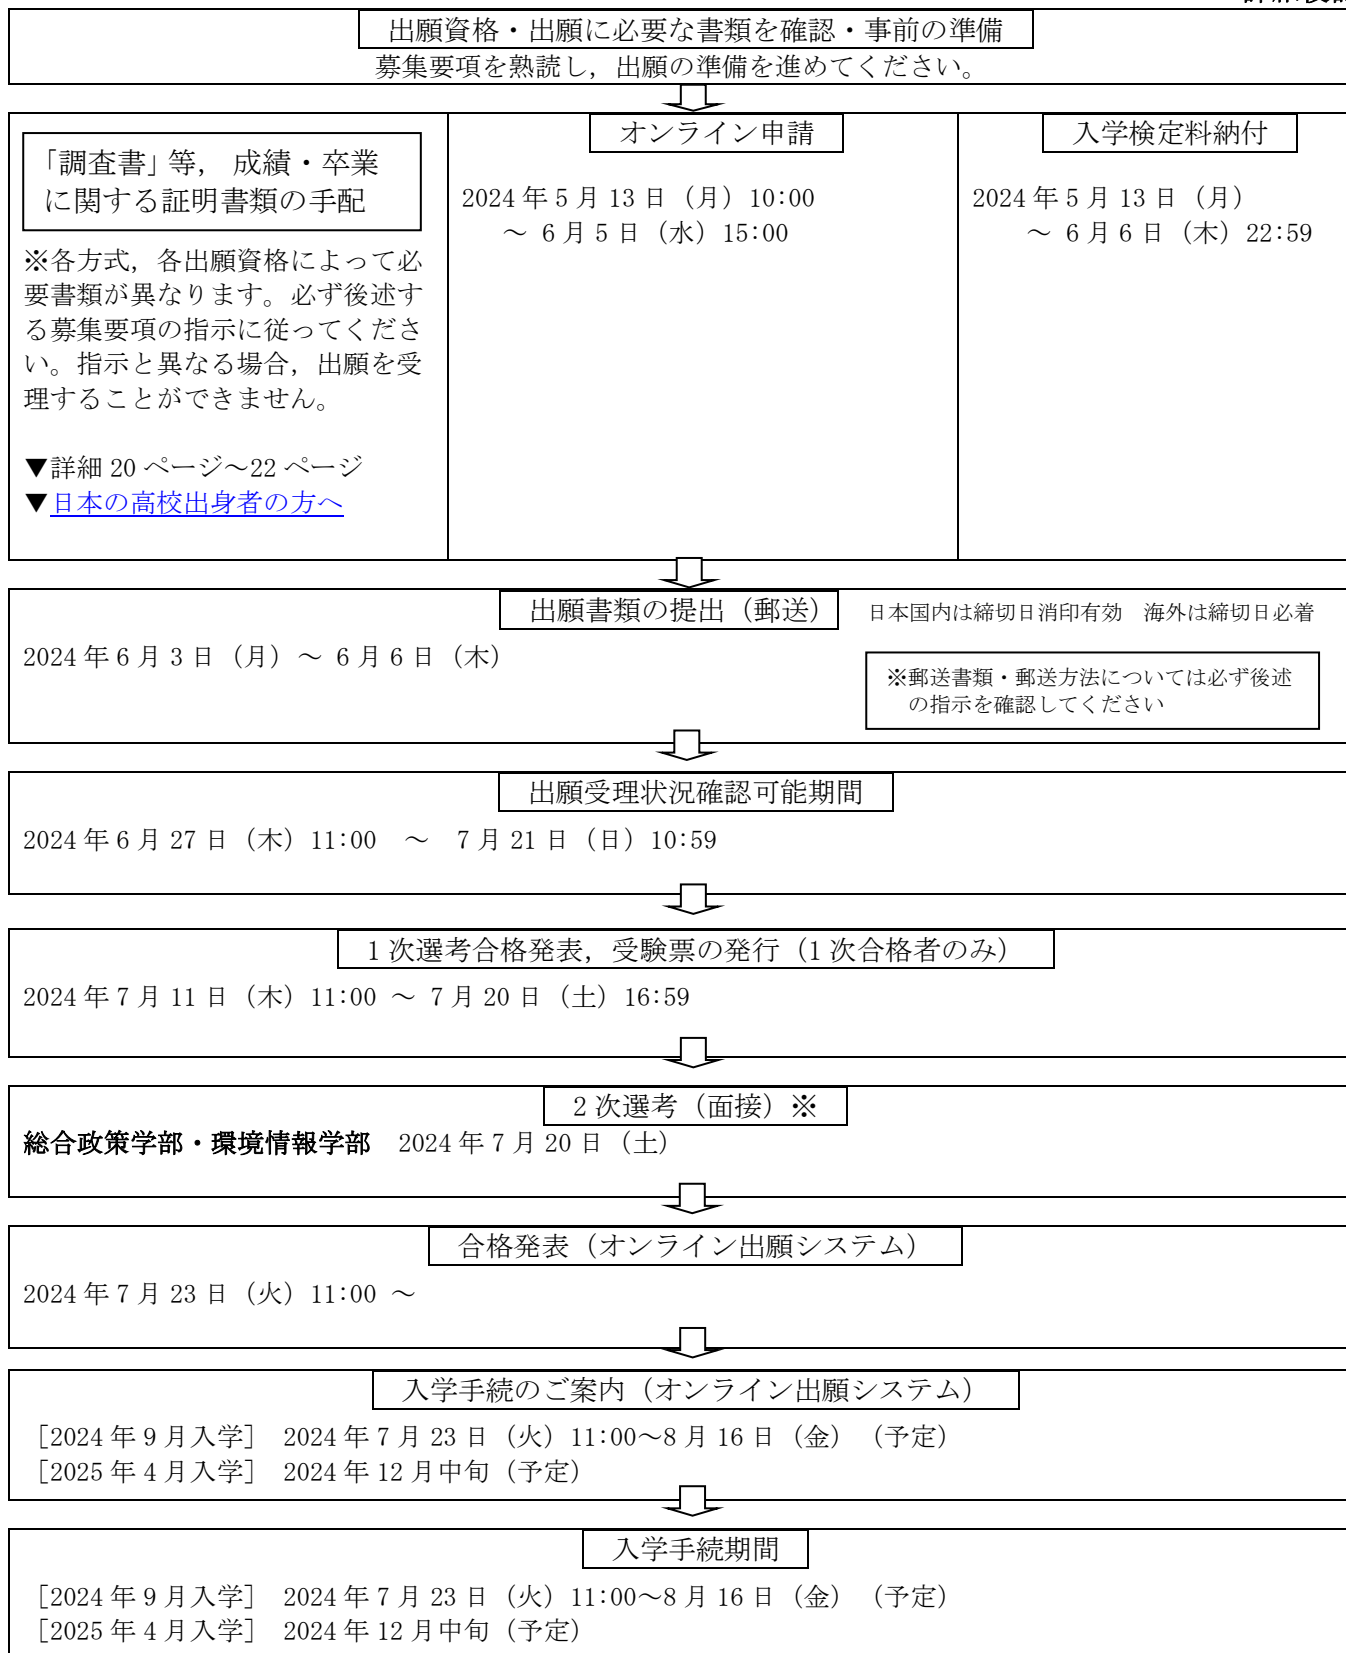 出願資格・出願に必要な書類を確認・事前の準備
募集要項を熟読し，出願の準備を進めてください。
「調査書」等， 成績・卒業
に関する証明書類の手配
※各方式，各出願資格によって必
要書類が異なります。必ず後述す
る募集要項の指示に従ってくださ
い。指示と異なる場合，出願を受
理することができません。
▼詳細 20 ページ～22 ページ
▼日本の高校出身者の方へ
オンライン申請
2024 年 5 月 13 日（月）10:00
～ 6 月 5 日（水）15:00
入学検定料納付
2024 年 5 月 13 日（月）
～ 6 月 6 日（木）22:59
出願書類の提出（郵送） 日本国内は締切日消印有効　海外は締切日必着
2024 年 6 月 3 日（月）～ 6 月 6 日（木）
※郵送書類・郵送方法については必ず後述
の指示を確認してください
出願受理状況確認可能期間
2024 年 6 月 27 日（木）11:00　～　7 月 21 日（日）10:59
1 次選考合格発表，受験票の発行（1 次合格者のみ）
2024 年 7 月 11 日（木）11:00 ～ 7 月 20 日（土）16:59
2 次選考（面接）※
総合政策学部・環境情報学部　2024 年 7 月 20 日（土）
合格発表（オンライン出願システム）
2024 年 7 月 23 日（火）11:00 ～
入学手続のご案内（オンライン出願システム）
［2024 年 9 月入学］　2024 年 7 月 23 日（火）11:00～8 月 16 日（金）（予定）
［2025 年 4 月入学］　2024 年 12 月中旬（予定）
入学手続期間
［2024 年 9 月入学］　2024 年 7 月 23 日（火）11:00～8 月 16 日（金）（予定）
［2025 年 4 月入学］　2024 年 12 月中旬（予定）